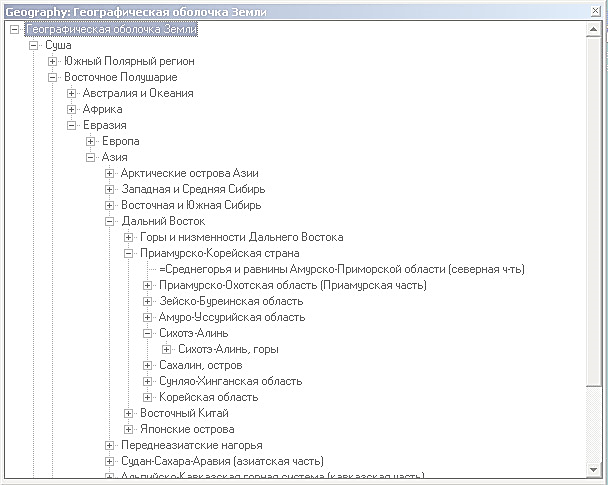 Geography: Географическая оболочка Земли
Географическая оболочка Земли
Суша
Южный Полярный регион
Восточное Полушарие
Австралия и Океания
Африка
Евразия
Европа
Азия
Арктические острова Азии
Западная и Средняя Сибирь
Восточная и Южная Сибирь
Дальний Восток
Горы и низменности Дальнего Востока
Приамурско-Корейская страна
=Среднегорья и равнины Амурско-Приморской области (северная ч-ть)
Приамурско-Охотская область (Приамурская часть)
Зейско-Буреинская область
Амуро-Уссурийская область
Сихотэ-Алинь
Сихотэ-Алинь, горы
Сахалин, остров
Сунляо-Хинганская область
Корейская область
Восточный Китай
Японские острова
Переднеазиатские нагорья
Судан-Сахара-Аравия (азиатская часть)
Альпийско-Кавказская горная система (кавказская часть)